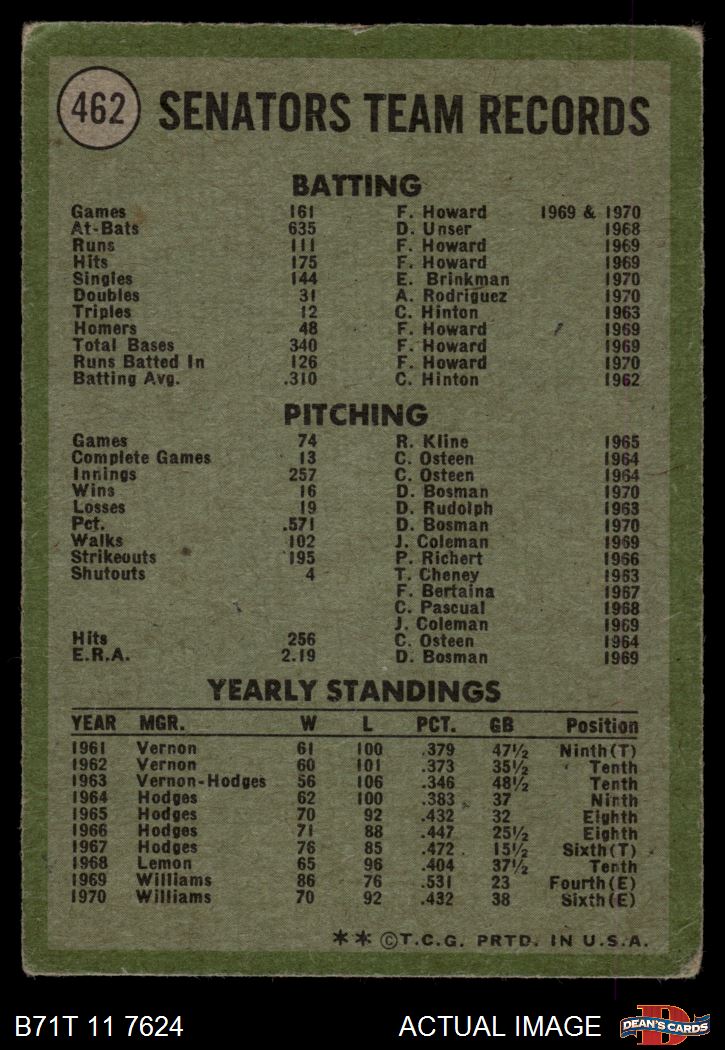 462 SENATORS TEAM RECORDS
BATTING
Games 161 F. Howard 1969 & 1970
At-Bats 635 D. Unser 1968
Runs 111 F. Howard 1969
Hits 175 F. Howard 1969
Singles 144 E. Brinkman 1970
Doubles 31 A. Rodriguez 1970
Triples 12 C. Hinton 1963
Homers 48 F. Howard 1969
Total Bases 340 F. Howard 1969
Runs Batted In 126 F. Howard 1970
Batting Avg. .310 C. Hinton 1962
PITCHING
Games 74 R. Kline 1965
Complete Games 13 C. Osteen 1964
Innings 257 C. Osteen 1964
Wins 16 D. Bosman 1970
Losses 19 D. Rudolph 1963
Pct. .571 D. Bosman 1970
Walks 102 J. Coleman 1969
Strikeouts 195 P. Richert 1966
Shutouts 4 T. Cheney 1963
F. Bertaina 1967
C. Pascual 1968
J. Coleman 1969
Hits 256 C. Osteen 1964
E.R.A. 2.19 D. Bosman 1969
YEARLY STANDINGS
YEAR MGR. W L PCT. GB Position
1961 Vernon 61 100 .379 47½ Ninth(T)
1962 Vernon 60 101 .373 35½ Tenth
1963 Vernon-Hodges 56 106 .346 48½ Tenth
1964 Hodges 62 100 .383 37 Ninth
1965 Hodges 70 92 .432 32 Eighth
1966 Hodges 71 88 .447 25½ Eighth
1967 Hodges 76 85 .472 15½ Sixth(T)
1968 Lemon 65 96 .404 37½ Tenth
1969 Williams 86 76 .531 23 Fourth(E)
1970 Williams 70 92 .432 38 Sixth(E)
** ©T.C.G. PRTD. IN U.S.A.
B71T 11 7624 ACTUAL IMAGE D DEAN'S CARDS